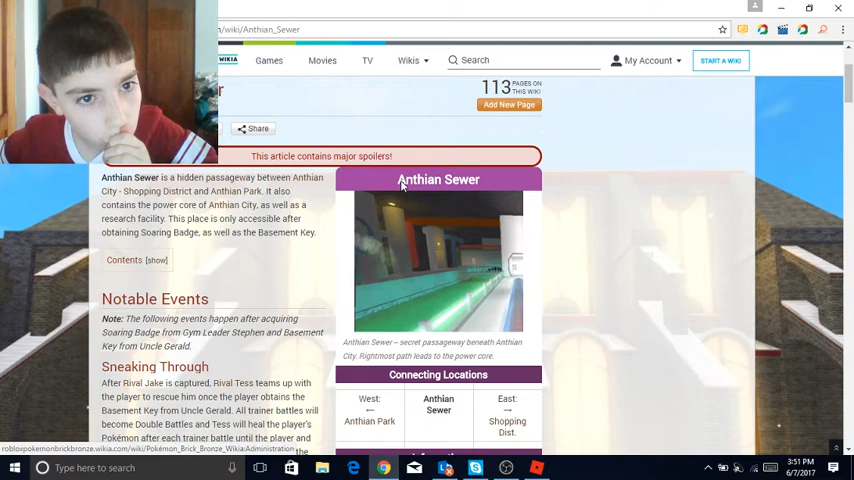 /wiki/Anthian_Sewer
WIKIA
Games
Movies
TV
Wikis
Search
My Account
START A WIKI
r
113 PAGES ON
THIS WIKI
Add New Page
Share
This article contains major spoilers!
Anthian Sewer is a hidden passageway between Anthian
City - Shopping District and Anthian Park. It also
contains the power core of Anthian City, as well as a
research facility. This place is only accessible after
obtaining Soaring Badge, as well as the Basement Key.
Contents [show]
Notable Events
Note: The following events happen after acquiring
Soaring Badge from Gym Leader Stephen and Basement
Key from Uncle Gerald.
Sneaking Through
After Rival Jake is captured, Rival Tess teams up with
the player to rescue him once the player obtains the
Basement Key from Uncle Gerald. All trainer battles will
become Double Battles and Tess will heal the player's
Pokémon after each trainer battle until the player and
the
Anthian Sewer
Anthian Sewer – secret passageway beneath Anthian
City. Rightmost path leads to the power core.
Connecting Locations
West:
←
Anthian Park
Anthian
Sewer
East:
→
Shopping
Dist.
robloxpokemonbrickbronze.wikia.com/wiki/Pokémon_Brick_Bronze_Wiki:Administration
Type here to search
3:51 PM
6/7/2017